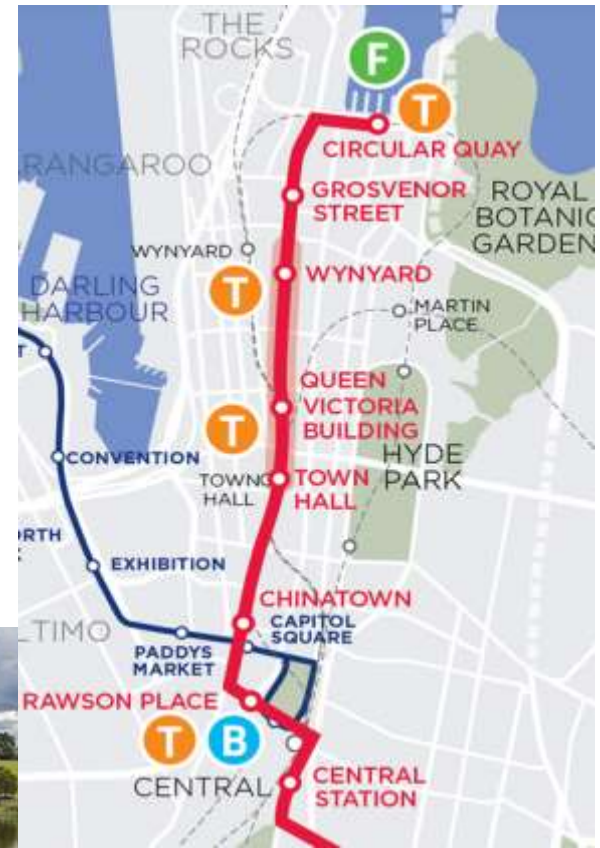 THE
ROCKS
F
T
CIRCULAR QUAY
RANGAROO
GROSVENOR
STREET
ROYAL
BOTANIC
GARDEN
WYNYARD
WYNYARD
T
DARLING
HARBOUR
MARTIN
PLACE
T
QUEEN
VICTORIA
BUILDING
T
HYDE
PARK
CONVENTION
TOWN
HALL
TOWN
HALL
ORTH
EXHIBITION
CHINATOWN
LTIMO
CAPITOL
SQUARE
PADDYS
MARKET
RAWSON PLACE
T
B
CENTRAL
CENTRAL
STATION